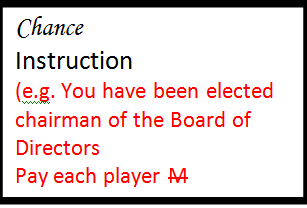 Chance
Instruction
(e.g. You have been elected
chairman of the Board of
Directors
Pay each player M